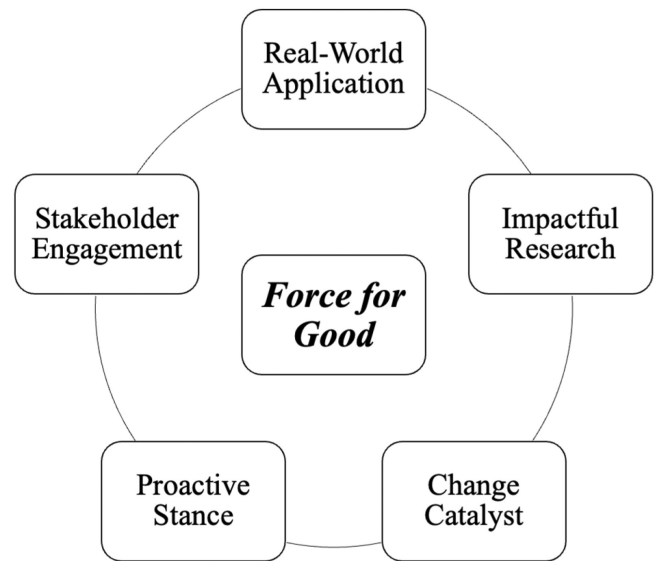 Real-World
Application
Stakeholder
Engagement
Impactful
Research
Force for
Good
Proactive
Stance
Change
Catalyst